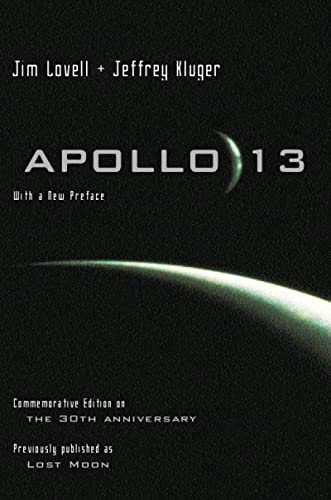 Jim Lovell + Jeffrey Kluger
APOLLO 13
With a New Preface
Commemorative Edition on
THE 30TH ANNIVERSARY
Previously published as
LOST MOON